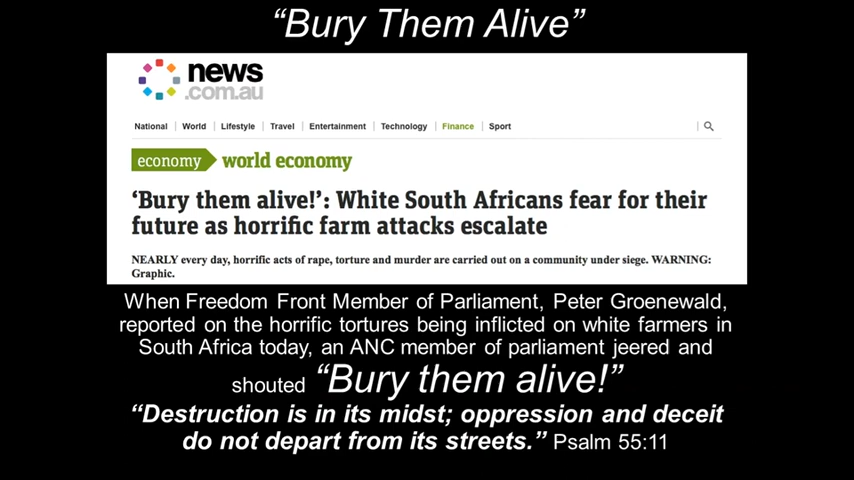 “Bury Them Alive”
news
.com.au
National World Lifestyle Travel Entertainment Technology Finance Sport
economy world economy
‘Bury them alive!’: White South Africans fear for their
future as horrific farm attacks escalate
NEARLY every day, horrific acts of rape, torture and murder are carried out on a community under siege. WARNING:
Graphic.
When Freedom Front Member of Parliament, Peter Groenewald,
reported on the horrific tortures being inflicted on white farmers in
South Africa today, an ANC member of parliament jeered and
shouted “Bury them alive!”
“Destruction is in its midst; oppression and deceit
do not depart from its streets.” Psalm 55:11